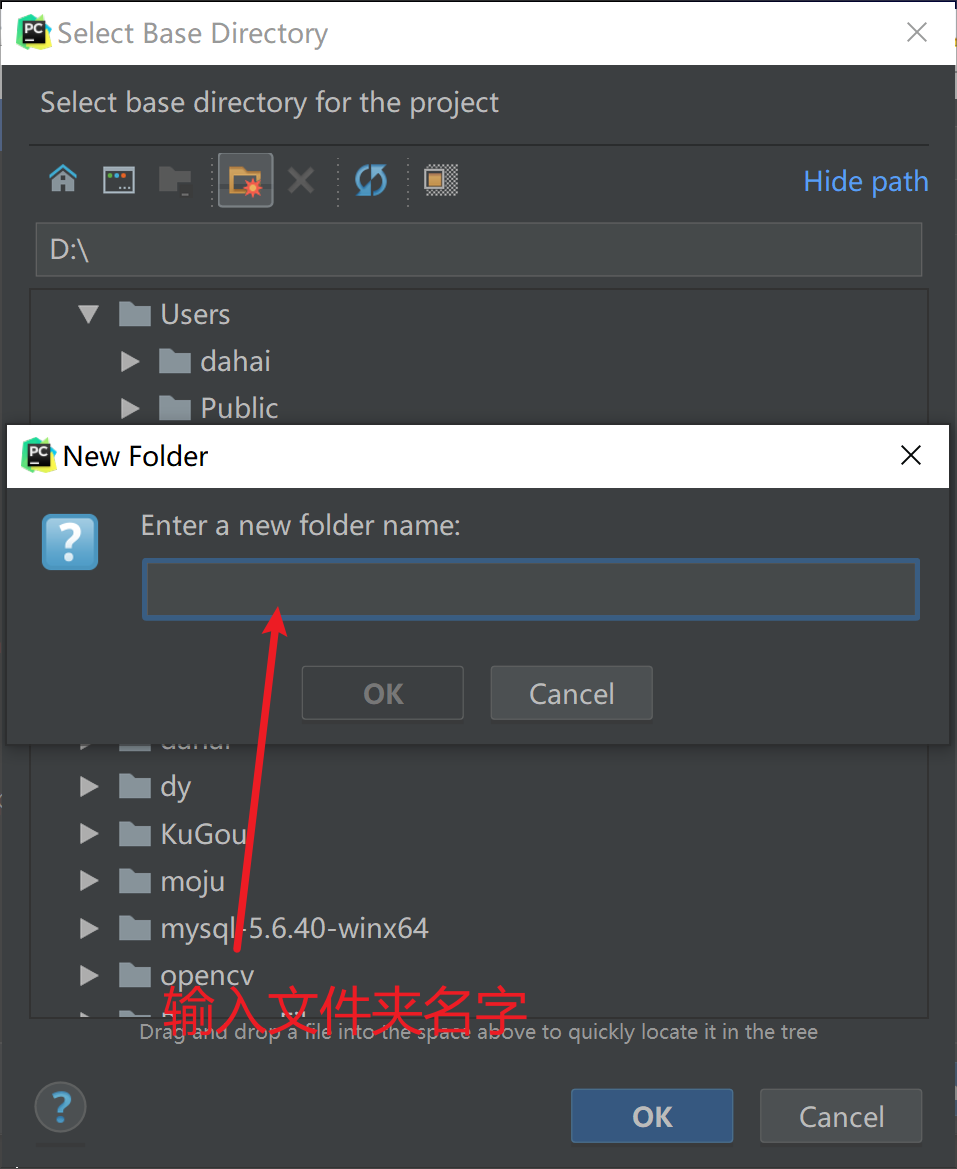 PC Select Base Directory
Select base directory for the project
Hide path
D:\
Users
dahai
Public
PC New Folder
Enter a new folder name:
OK Cancel
dahai
dy
KuGou
moju
mysql-5.6.40-winx64
opencv
输入文件夹名字
Drag and drop a file into the space above to quickly locate it in the tree
OK Cancel